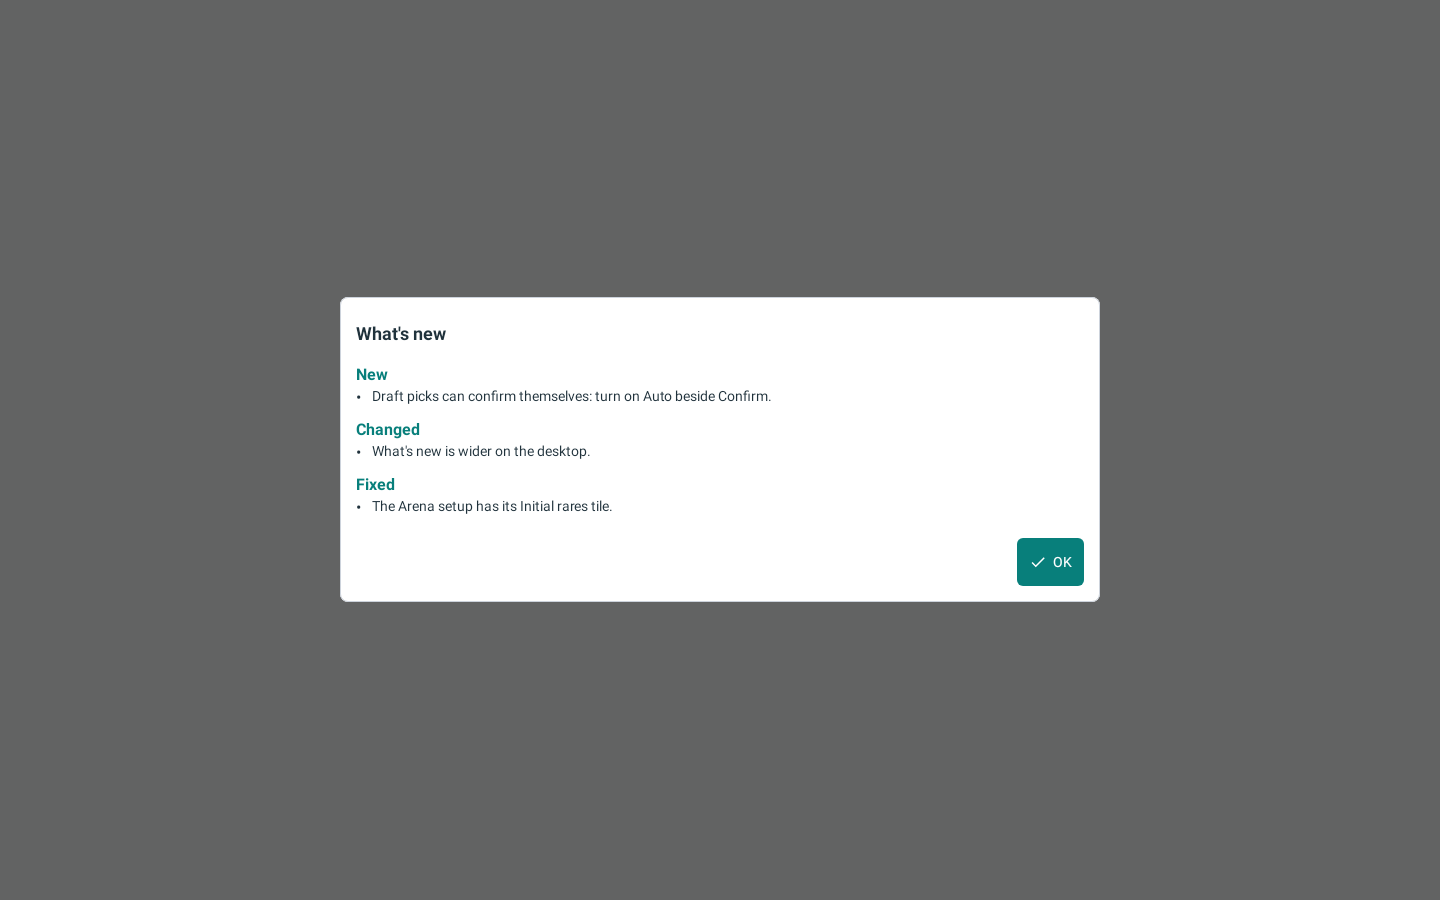 What's new
New
• Draft picks can confirm themselves: turn on Auto beside Confirm.
Changed
• What's new is wider on the desktop.
Fixed
• The Arena setup has its Initial rares tile.
OK